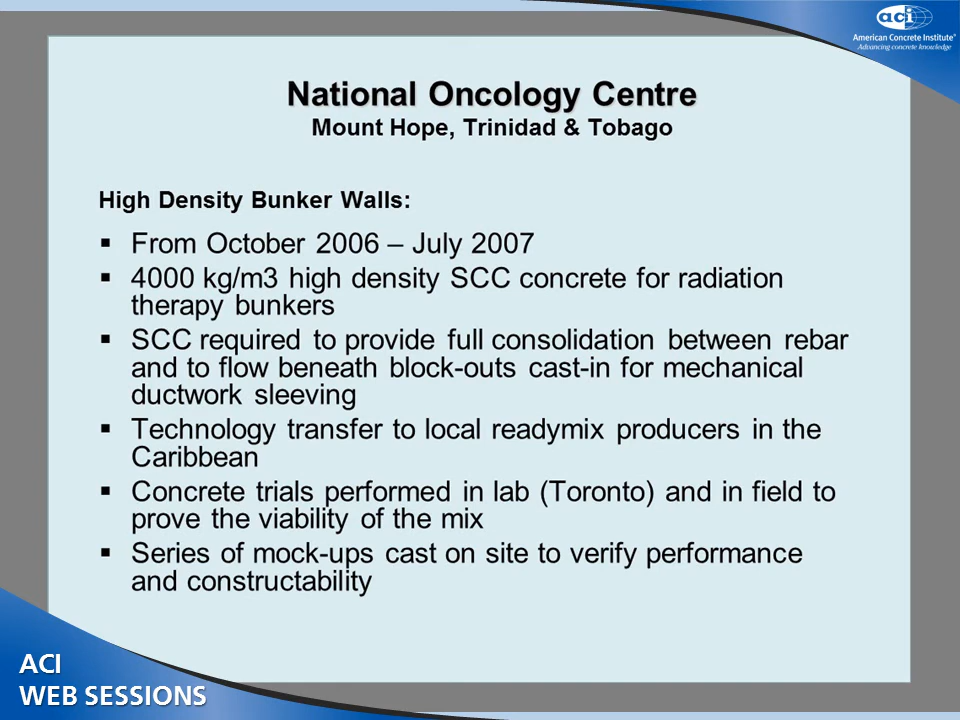 aci
American Concrete Institute®
Advancing concrete knowledge
National Oncology Centre
Mount Hope, Trinidad & Tobago
High Density Bunker Walls:
▪ From October 2006 – July 2007
▪ 4000 kg/m3 high density SCC concrete for radiation
therapy bunkers
▪ SCC required to provide full consolidation between rebar
and to flow beneath block-outs cast-in for mechanical
ductwork sleeving
▪ Technology transfer to local readymix producers in the
Caribbean
▪ Concrete trials performed in lab (Toronto) and in field to
prove the viability of the mix
▪ Series of mock-ups cast on site to verify performance
and constructability
ACI
WEB SESSIONS